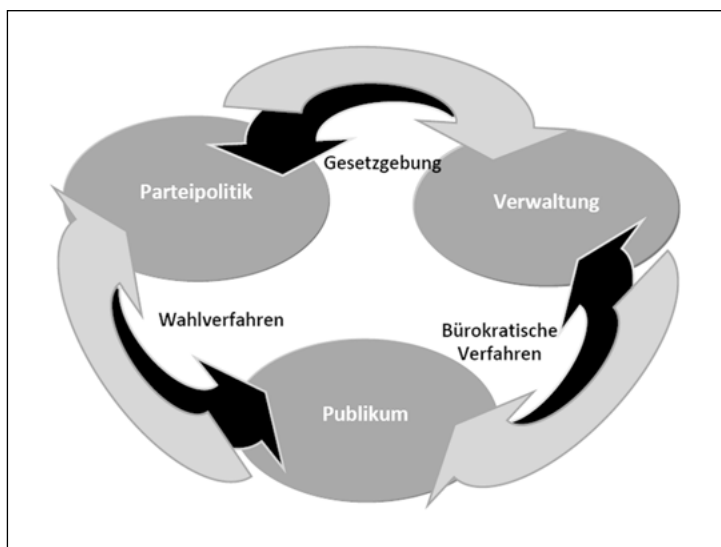 Gesetzgebung
Parteipolitik
Verwaltung
Wahlverfahren
Bürokratische
Verfahren
Publikum